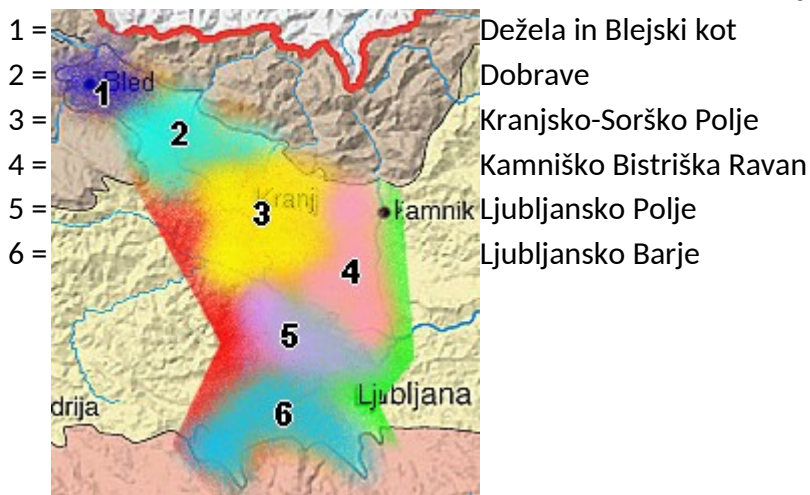 1 = Dežela in Blejski kot
2 = Dobrave
3 = Kranjsko-Sorško Polje
4 = Kamniško Bistriška Ravan
5 = Ljubljansko Polje
6 = Ljubljansko Barje
Bled
1
2
Kranj
3
Kamnik
4
5
Ljubljana
drija
6